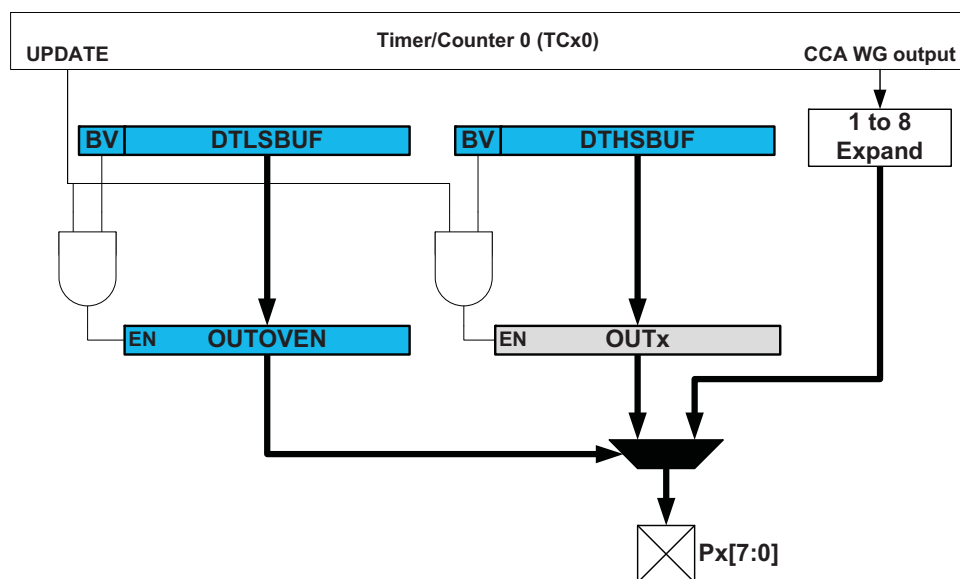 Timer/Counter 0 (TCx0)
UPDATE
CCA WG output
BV
DTLSBUF
BV
DTHSBUF
1 to 8
Expand
EN
OUTOVEN
EN
OUTx
Px[7:0]